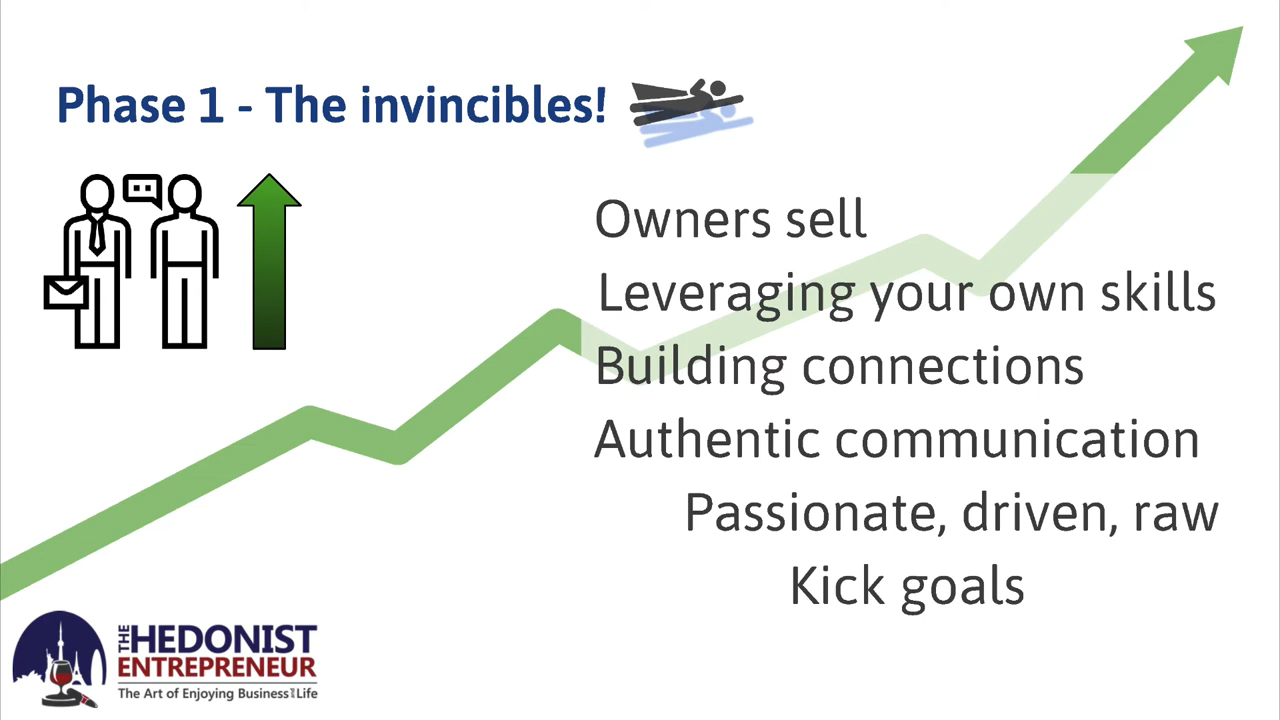 Phase 1 - The invincibles!
Owners sell
Leveraging your own skills
Building connections
Authentic communication
Passionate, driven, raw
Kick goals
THE HEDONIST
ENTREPRENEUR
The Art of Enjoying Business and Life